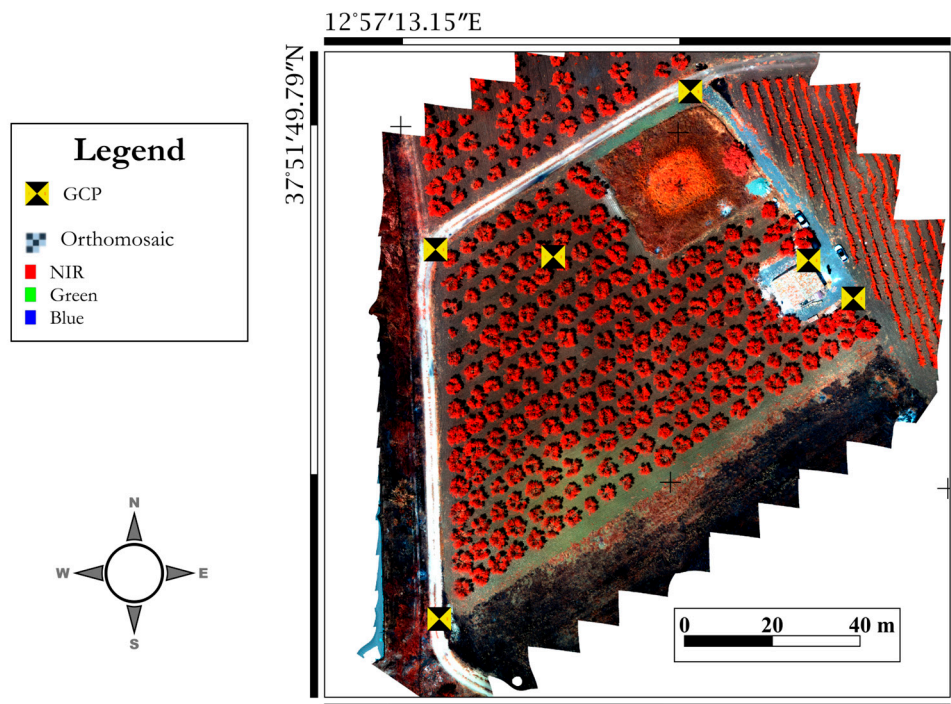 12°57′13.15″E
37°51′49.79″N
Legend
GCP
Orthomosaic
NIR
Green
Blue
N
W E
S
0 20 40 m